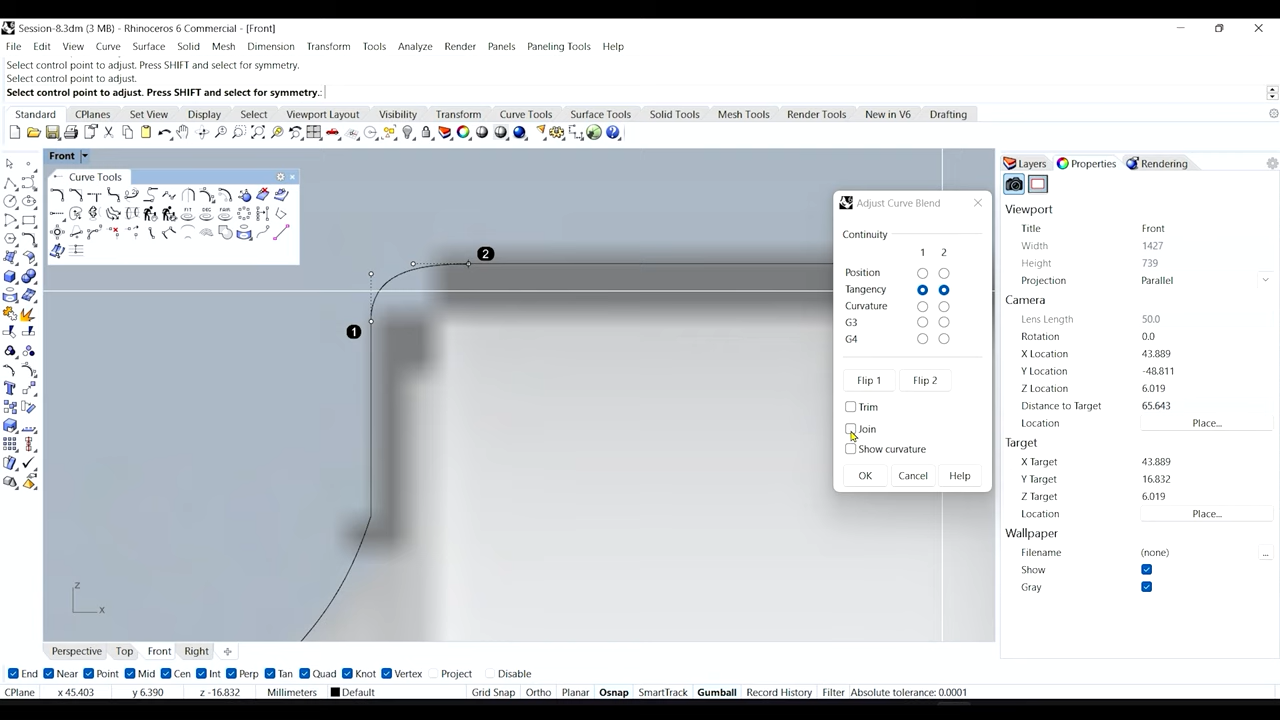 Session-8.3dm (3 MB) - Rhinoceros 6 Commercial - [Front]
File Edit View Curve Surface Solid Mesh Dimension Transform Tools Analyze Render Panels Paneling Tools Help
Select control point to adjust. Press SHIFT and select for symmetry.
Select control point to adjust.
Select control point to adjust. Press SHIFT and select for symmetry.:
Standard CPlanes Set View Display Select Viewport Layout Visibility Transform Curve Tools Surface Tools Solid Tools Mesh Tools Render Tools New in V6 Drafting
Front
Curve Tools
2
1
z
x
Adjust Curve Blend
Continuity
1 2
Position
Tangency
Curvature
G3
G4
Flip 1 Flip 2
Trim
Join
Show curvature
OK Cancel Help
Layers Properties Rendering
Viewport
Title Front
Width 1427
Height 739
Projection Parallel
Camera
Lens Length 50.0
Rotation 0.0
X Location 43.889
Y Location -48.811
Z Location 6.019
Distance to Target 65.643
Location Place...
Target
X Target 43.889
Y Target 16.832
Z Target 6.019
Location Place...
Wallpaper
Filename (none) ...
Show
Gray
Perspective Top Front Right
End Near Point Mid Cen Int Perp Tan Quad Knot Vertex Project Disable
CPlane x 45.403 y 6.390 z -16.832 Millimeters Default Grid Snap Ortho Planar Osnap SmartTrack Gumball Record History Filter Absolute tolerance: 0.0001